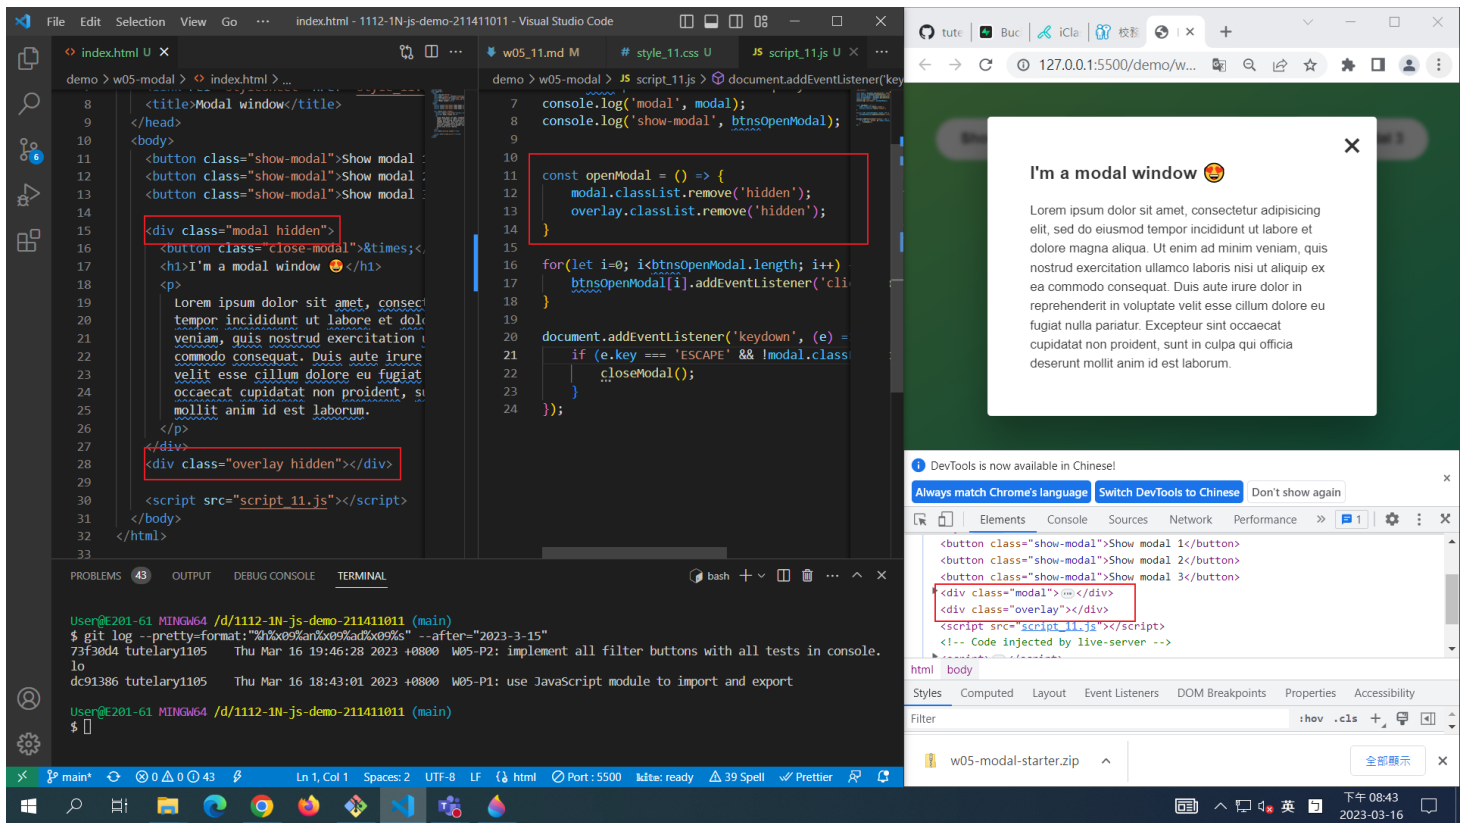 File Edit Selection View Go ··· index.html - 1112-1N-js-demo-211411011 - Visual Studio Code
index.html U ×
demo > w05-modal > index.html > ...
8 <title>Modal window</title>
9 </head>
10 <body>
11 <button class="show-modal">Show modal 1
12 <button class="show-modal">Show modal 2
13 <button class="show-modal">Show modal 3
14
15 <div class="modal hidden">
16 <button class="close-modal">&times;</
17 <h1>I'm a modal window 😍</h1>
18 <p>
19 Lorem ipsum dolor sit amet, consect
20 tempor incididunt ut labore et dolo
21 veniam, quis nostrud exercitation u
22 commodo consequat. Duis aute irure
23 velit esse cillum dolore eu fugiat
24 occaecat cupidatat non proident, su
25 mollit anim id est laborum.
26 </p>
27 </div>
28 <div class="overlay hidden"></div>
29
30 <script src="script_11.js"></script>
31 </body>
32 </html>
33
w05_11.md M # style_11.css U JS script_11.js U × ···
demo > w05-modal > JS script_11.js > document.addEventListener('key
7 console.log('modal', modal);
8 console.log('show-modal', btnsOpenModal);
9
10
11 const openModal = () => {
12 modal.classList.remove('hidden');
13 overlay.classList.remove('hidden');
14 }
15
16 for(let i=0; i<btnsOpenModal.length; i++)
17 btnsOpenModal[i].addEventListener('cli
18 }
19
20 document.addEventListener('keydown', (e) =
21 if (e.key === 'ESCAPE' && !modal.class
22 closeModal();
23 }
24 });
PROBLEMS 43 OUTPUT DEBUG CONSOLE TERMINAL bash
User@E201-61 MINGW64 /d/1112-1N-js-demo-211411011 (main)
$ git log --pretty=format:"%h%x09%an%x09%ad%x09%s" --after="2023-3-15"
73f30d4 tutelary1105 Thu Mar 16 19:46:28 2023 +0800 W05-P2: implement all filter buttons with all tests in console.
lo
dc91386 tutelary1105 Thu Mar 16 18:43:01 2023 +0800 W05-P1: use JavaScript module to import and export
User@E201-61 MINGW64 /d/1112-1N-js-demo-211411011 (main)
$
main* 0 0 43 Ln 1, Col 1 Spaces: 2 UTF-8 LF html Port : 5500 kite: ready 39 Spell Prettier
tute Buc iCla 校務
127.0.0.1:5500/demo/w...
×
I'm a modal window 😍
Lorem ipsum dolor sit amet, consectetur adipisicing
elit, sed do eiusmod tempor incididunt ut labore et
dolore magna aliqua. Ut enim ad minim veniam, quis
nostrud exercitation ullamco laboris nisi ut aliquip ex
ea commodo consequat. Duis aute irure dolor in
reprehenderit in voluptate velit esse cillum dolore eu
fugiat nulla pariatur. Excepteur sint occaecat
cupidatat non proident, sunt in culpa qui officia
deserunt mollit anim id est laborum.
DevTools is now available in Chinese!
Always match Chrome's language Switch DevTools to Chinese Don't show again
Elements Console Sources Network Performance » 1
<button class="show-modal">Show modal 1</button>
<button class="show-modal">Show modal 2</button>
<button class="show-modal">Show modal 3</button>
<div class="modal">···</div>
<div class="overlay"></div>
<script src="script_11.js"></script>
<!-- Code injected by live-server -->
html body
Styles Computed Layout Event Listeners DOM Breakpoints Properties Accessibility
Filter :hov .cls
w05-modal-starter.zip 全部顯示
英 下午 08:43
2023-03-16